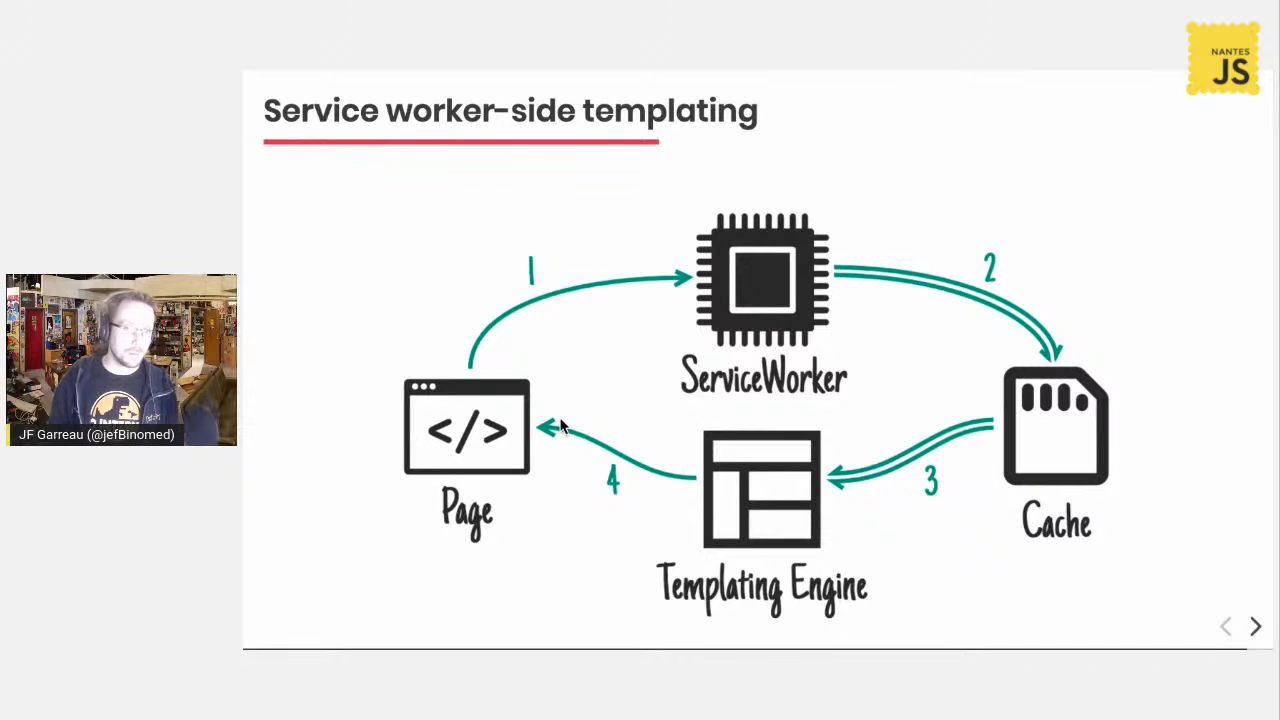 NANTES
JS
Service worker-side templating
1
2
ServiceWorker
</>
4
3
Page
Cache
Templating Engine
JF Garreau (@jefBinomed)